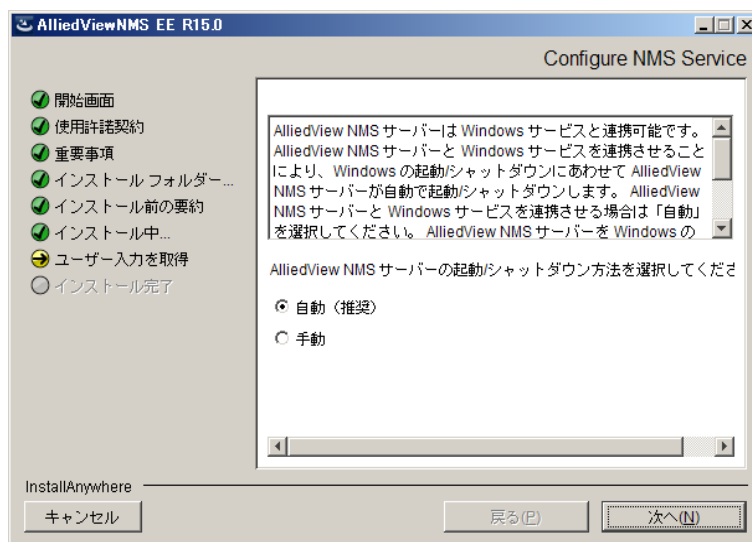 AlliedViewNMS EE R15.0
Configure NMS Service
開始画面
使用許諾契約
重要事項
インストール フォルダー...
インストール前の要約
インストール中...
ユーザー入力を取得
インストール完了
AlliedView NMS サーバーは Windows サービスと連携可能です。
AlliedView NMS サーバーと Windows サービスを連携させること
により、Windows の起動/シャットダウンにあわせて AlliedView
NMS サーバーが自動で起動/シャットダウンします。 AlliedView
NMS サーバーと Windows サービスを連携させる場合は「自動」
を選択してください。 AlliedView NMS サーバーを Windows の
AlliedView NMS サーバーの起動/シャットダウン方法を選択してくださ
自動（推奨）
手動
InstallAnywhere
キャンセル
戻る(P)
次へ(N)